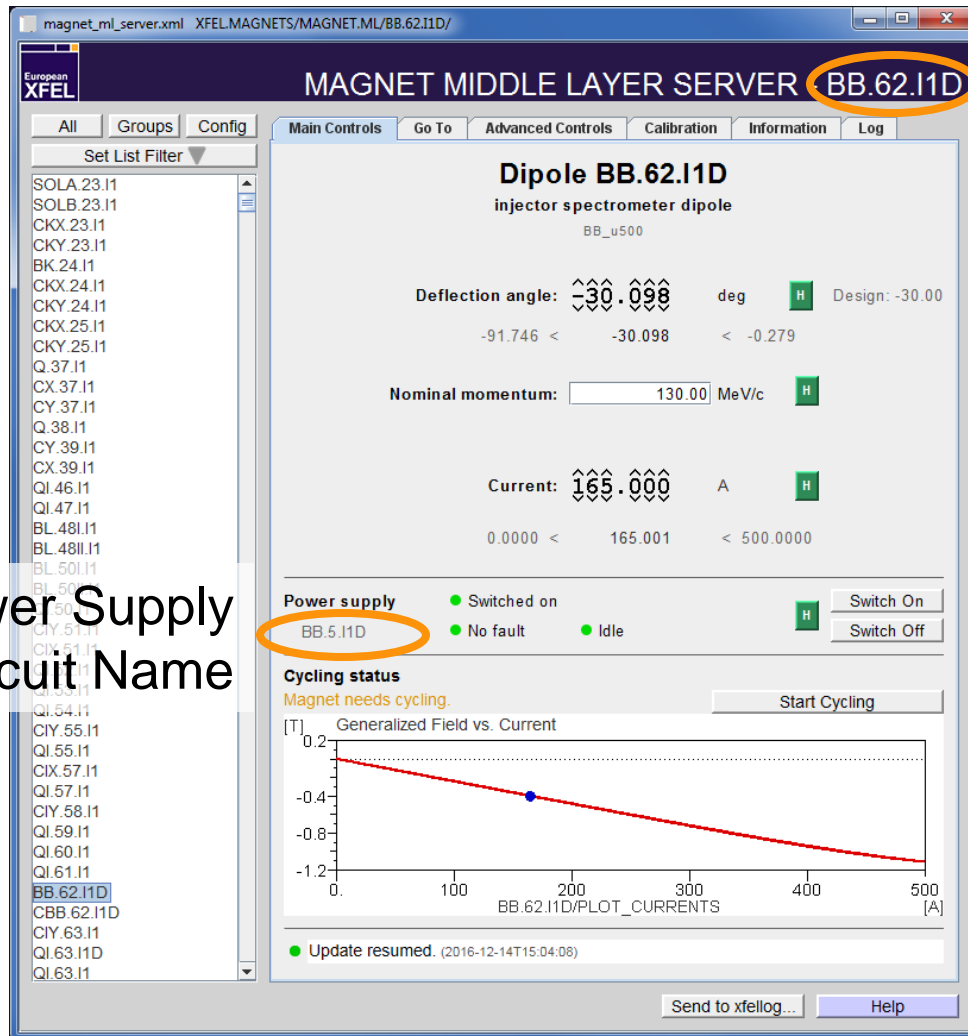 magnet_ml_server.xml XFEL.MAGNETS/MAGNET.ML/BB.62.I1D/
European
XFEL
MAGNET MIDDLE LAYER SERVER - BB.62.I1D
All Groups Config
Set List Filter
SOLA.23.I1
SOLB.23.I1
CKX.23.I1
CKY.23.I1
BK.24.I1
CKX.24.I1
CKY.24.I1
CKX.25.I1
CKY.25.I1
Q.37.I1
CX.37.I1
CY.37.I1
Q.38.I1
CY.39.I1
CX.39.I1
QI.46.I1
QI.47.I1
BL.48I.I1
BL.48II.I1
BL.50I.I1
CIY.51.I1
QI.54.I1
CIY.55.I1
QI.55.I1
CIX.57.I1
QI.57.I1
CIY.58.I1
QI.59.I1
QI.60.I1
QI.61.I1
BB.62.I1D
CBB.62.I1D
CIY.63.I1
QI.63.I1D
QI.63.I1
Supply
Name
Main Controls Go To Advanced Controls Calibration Information Log
Dipole BB.62.I1D
injector spectrometer dipole
BB_u500
Deflection angle: -30.098 deg H Design: -30.00
-91.746 < -30.098 < -0.279
Nominal momentum: 130.00 MeV/c H
Current: 165.000 A H
0.0000 < 165.001 < 500.0000
Power supply Switched on H Switch On
BB.5.I1D No fault Idle Switch Off
Cycling status
Magnet needs cycling. Start Cycling
[T] Generalized Field vs. Current
0.2
-0.4
-0.8
-1.2
0. 100 200 300 400 500
BB.62.I1D/PLOT_CURRENTS [A]
Update resumed. (2016-12-14T15:04:08)
Send to xfellog... Help